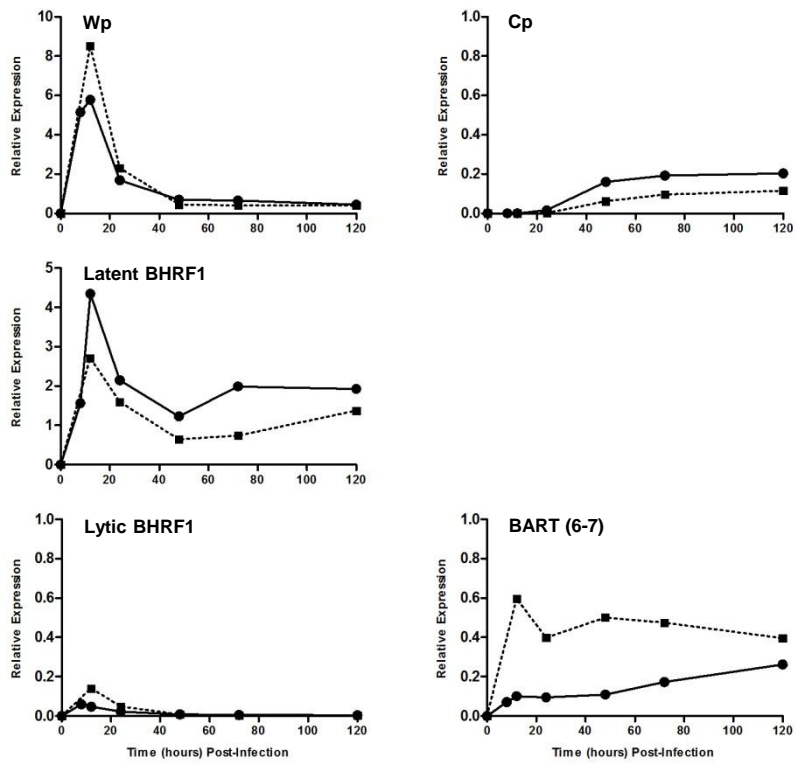 Wp
Relative Expression
10
8
6
4
2
0
0 20 40 60 80 100 120
Cp
Relative Expression
1.0
0.8
0.6
0.4
0.2
0.0
0 20 40 60 80 100 120
Latent BHRF1
Relative Expression
5
4
3
2
1
0
0 20 40 60 80 100 120
Lytic BHRF1
Relative Expression
1.0
0.8
0.6
0.4
0.2
0.0
0 20 40 60 80 100 120
Time (hours) Post-Infection
BART (6-7)
Relative Expression
1.0
0.8
0.6
0.4
0.2
0.0
0 20 40 60 80 100 120
Time (hours) Post-Infection